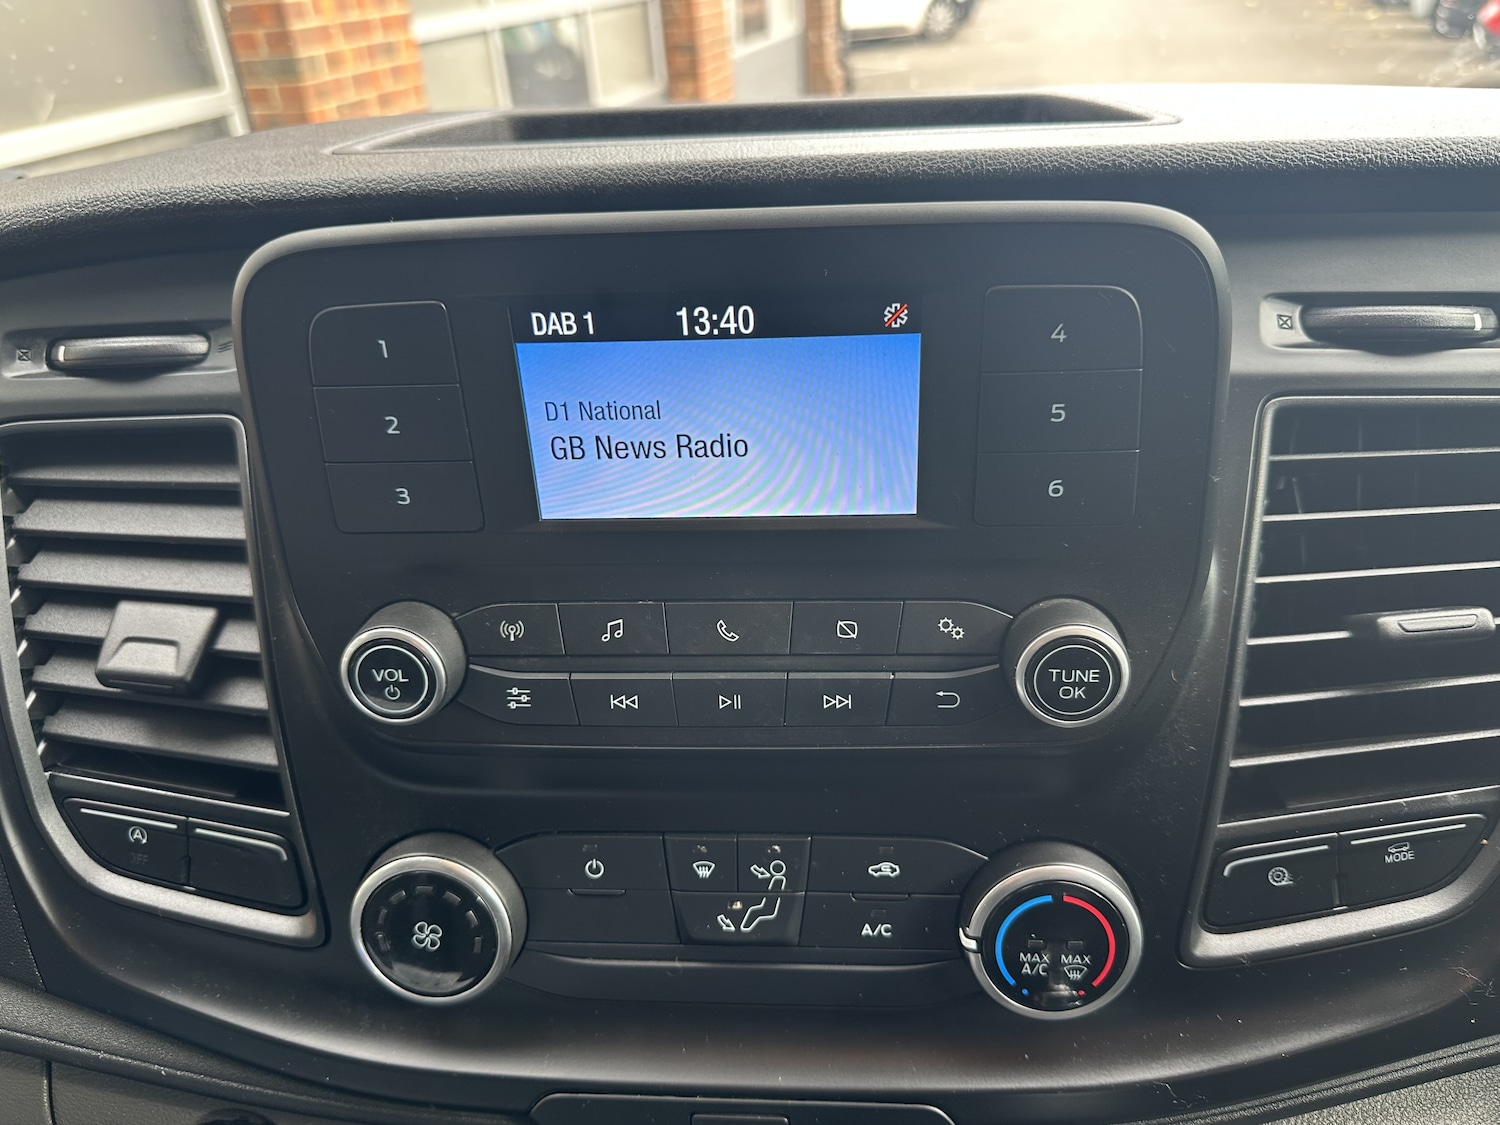 DAB 1 13:40
D1 National
GB News Radio
1
2
3
4
5
6
VOL
TUNE
OK
A
OFF
A/C
MAX
A/C
MAX
MODE